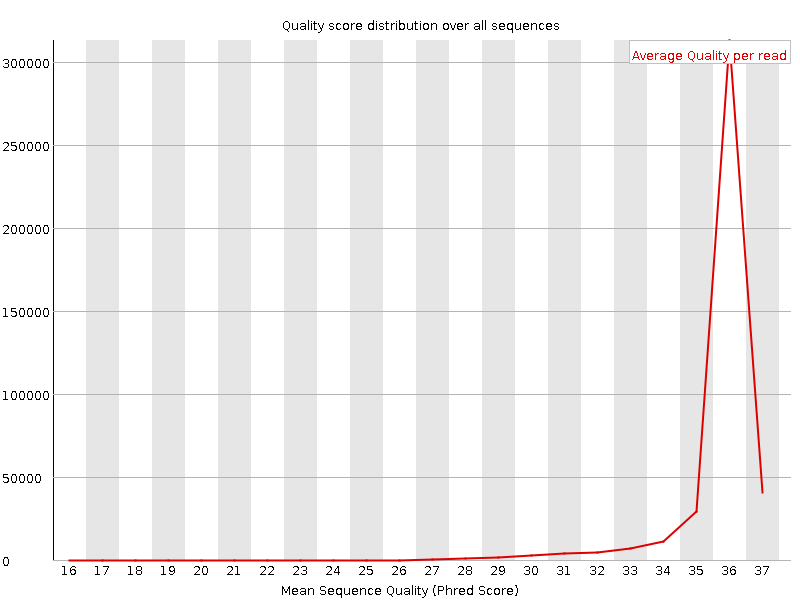 Quality score distribution over all sequences
Average Quality per read
300000
250000
200000
150000
100000
50000
0
16 17 18 19 20 21 22 23 24 25 26 27 28 29 30 31 32 33 34 35 36 37
Mean Sequence Quality (Phred Score)